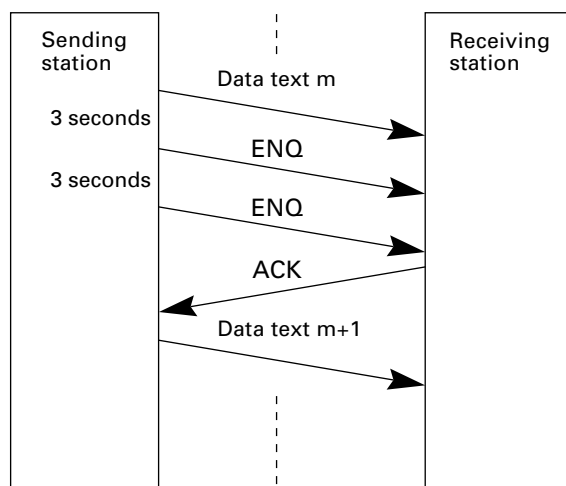 Sending
station
Receiving
station
Data text m
3 seconds
ENQ
3 seconds
ENQ
ACK
Data text m+1